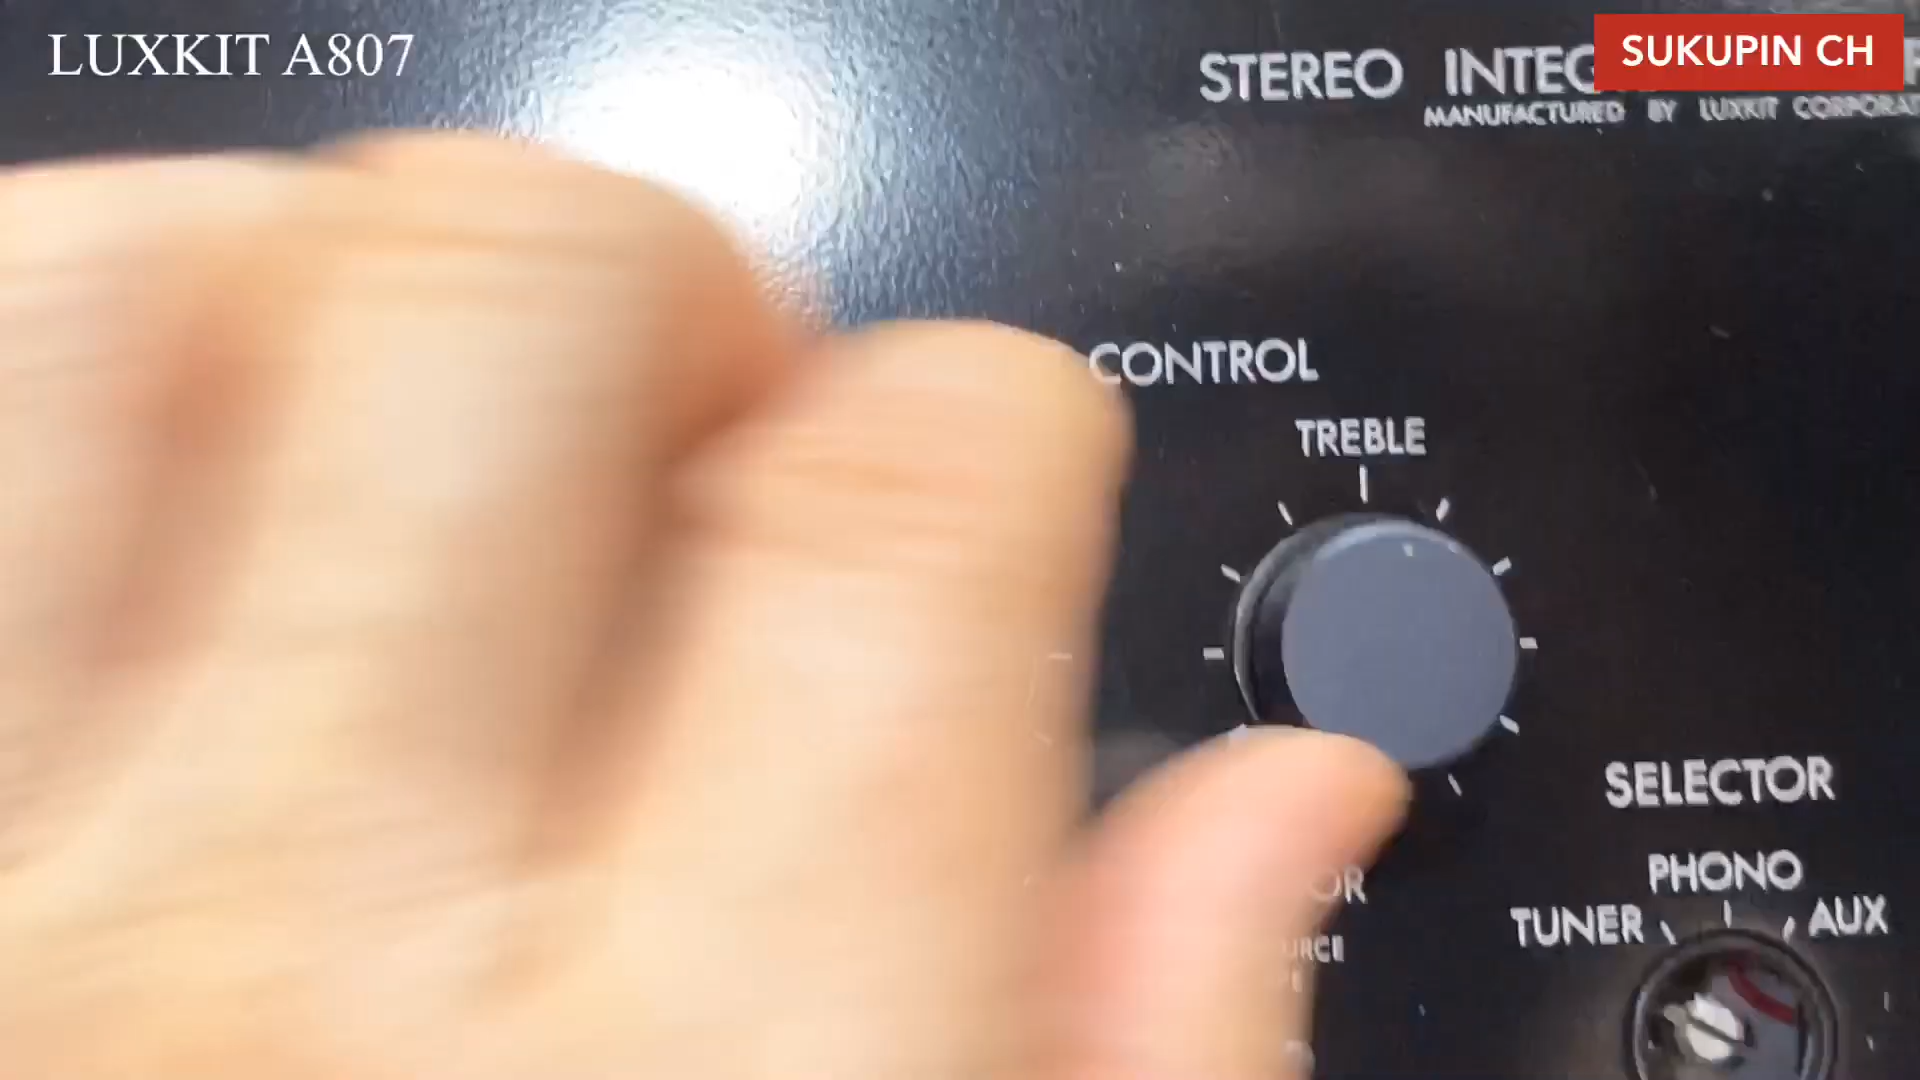 LUXKIT A807
SUKUPIN CH
STEREO
MANUFACTURED BY LUXKIT
CONTROL
TREBLE
SELECTOR
PHONO
TUNER
AUX